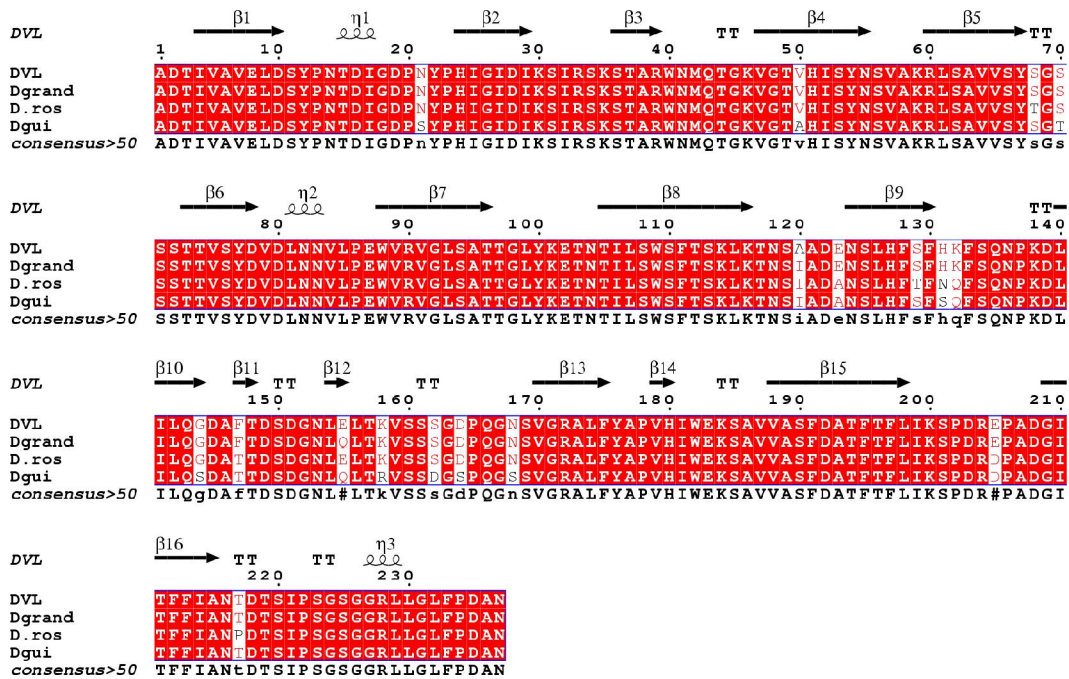 β1 η1 β2 β3 β4 β5
DVL TT TT
1 10 20 30 40 50 60 70
DVL ADTIVAVELDSYPNTDIGDPNYPHIGIDIKSIRSKSTARWNMQTGKVGTVHISYNSVAKRLSAVVSYSGS
Dgrand ADTIVAVELDSYPNTDIGDPNYPHIGIDIKSIRSKSTARWNMQTGKVGTVHISYNSVAKRLSAVVSYSGS
D.ros ADTIVAVELDSYPNTDIGDPNYPHIGIDIKSIRSKSTARWNMQTGKVGTVHISYNSVAKRLSAVVSYTGS
Dgui ADTIVAVELDSYPNTDIGDPSYPHIGIDIKSIRSKSTARWNMQTGKVGTAHISYNSVAKRLSAVVSYSGT
consensus>50 ADTIVAVELDSYPNTDIGDPnYPHIGIDIKSIRSKSTARWNMQTGKVGTvHISYNSVAKRLSAVVSYsGs
β6 η2 β7 β8 β9
DVL TT
80 90 100 110 120 130 140
DVL SSTTVSYDVDLNNVLPEWVRVGLSATTGLYKETNTILSWSFTSKLKTNSAADENSLHFSFHKFSQNPKDL
Dgrand SSTTVSYDVDLNNVLPEWVRVGLSATTGLYKETNTILSWSFTSKLKTNSIADENSLHFSFHKFSQNPKDL
D.ros SSTTVSYDVDLNNVLPEWVRVGLSATTGLYKETNTILSWSFTSKLKTNSIADANSLHFTFNQFSQNPKDL
Dgui SSTTVSYDVDLNNVLPEWVRVGLSATTGLYKETNTILSWSFTSKLKTNSIADANSLHFSFSQFSQNPKDL
consensus>50 SSTTVSYDVDLNNVLPEWVRVGLSATTGLYKETNTILSWSFTSKLKTNSiADeNSLHFsFhqFSQNPKDL
β10 β11 β12 β13 β14 β15
DVL TT TT TT
150 160 170 180 190 200 210
DVL ILQGDAFTDSDGNLELTKVSSSGDPQGNSVGRALFYAPVHIWEKSAVVASFDATFTFLIKSPDREPADGI
Dgrand ILQGDAFTDSDGNLQLTKVSSSGDPQGNSVGRALFYAPVHIWEKSAVVASFDATFTFLIKSPDREPADGI
D.ros ILQGDATTDSDGNLELTKVSSSGDPQGNSVGRALFYAPVHIWEKSAVVASFDATFTFLIKSPDRDPADGI
Dgui ILQSDATTDSDGNLQLTRVSSDGSPQGSSVGRALFYAPVHIWEKSAVVASFDATFTFLIKSPDRDPADGI
consensus>50 ILQgDAfTDSDGNL#LTkVSSsGdPQGnSVGRALFYAPVHIWEKSAVVASFDATFTFLIKSPDR#PADGI
β16 η3
DVL TT TT
220 230
DVL TFFIANTDTSIPSGSGGRLLGLFPDAN
Dgrand TFFIANTDTSIPSGSGGRLLGLFPDAN
D.ros TFFIANPDTSIPSGSGGRLLGLFPDAN
Dgui TFFIANTDTSIPSGSGGRLLGLFPDAN
consensus>50 TFFIANtDTSIPSGSGGRLLGLFPDAN